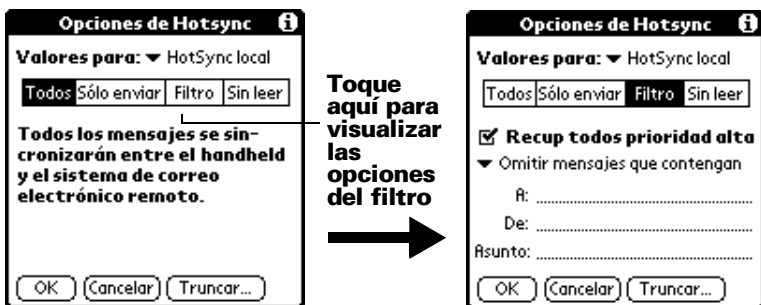 Opciones de Hotsync i
Valores para: HotSync local
Todos Sólo enviar Filtro Sin leer
Todos los mensajes se sin-
cronizarán entre el handheld
y el sistema de correo
electrónico remoto.
OK Cancelar Truncar...
Toque
aquí para
visualizar
las
opciones
del filtro
Opciones de Hotsync i
Valores para: HotSync local
Todos Sólo enviar Filtro Sin leer
Recup todos prioridad alta
Omitir mensajes que contengan
A:
De:
Asunto:
OK Cancelar Truncar...